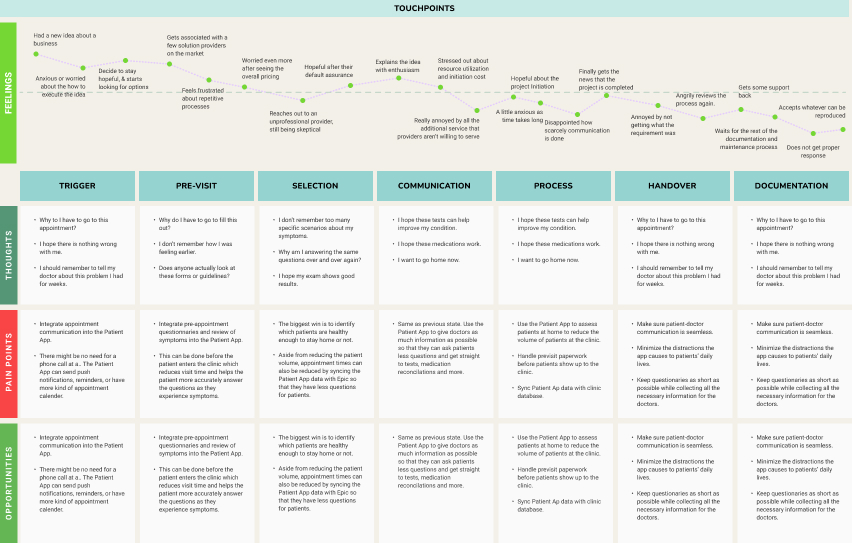 TOUCHPOINTS
FEELINGS
Had a new idea about a
business
Anxious or worried
about the how to
execute the idea
Decide to stay
hopeful, & starts
looking for options
Gets associated with a
few solution providers
on the market
Feels frustrated
about repetitive
processes
Worried even more
after seeing the
overall pricing
Reaches out to an
unprofessional provider,
still being skeptical
Hopeful after their
default assurance
Explains the idea
with enthusiasm
Stressed out about
resource utilization
and initiation cost
Really annoyed by all the
additional service that
providers aren't willing to serve
Hopeful about the
project Initiation
A little anxious as
time takes long
Disappointed how
scarcely communication
is done
Finally gets the
news that the
project is completed
Annoyed by not
getting what the
requirement was
Angrily reviews the
process again.
Gets some support
back
Waits for the rest of the
documentation and
maintenance process
Accepts whatever can be
reproduced
Does not get proper
response
TRIGGER
PRE-VISIT
SELECTION
COMMUNICATION
PROCESS
HANDOVER
DOCUMENTATION
THOUGHTS
• Why to I have to go to this
appointment?
• I hope there is nothing wrong
with me.
• I should remember to tell my
doctor about this problem I had
for weeks.
• Why do I have to go to fill this
out?
• I don't remember how I was
feeling earlier.
• Does anyone actually look at
these forms or guidelines?
• I don't remember too many
specific scenarios about my
symptoms.
• Why am I answering the same
questions over and over again?
• I hope my exam shows good
results.
• I hope these tests can help
improve my condition.
• I hope these medications work.
• I want to go home now.
• I hope these tests can help
improve my condition.
• I hope these medications work.
• I want to go home now.
• Why to I have to go to this
appointment?
• I hope there is nothing wrong
with me.
• I should remember to tell my
doctor about this problem I had
for weeks.
• Why to I have to go to this
appointment?
• I hope there is nothing wrong
with me.
• I should remember to tell my
doctor about this problem I had
for weeks.
PAIN POINTS
• Integrate appointment
communication into the Patient
App.
• There might be no need for a
phone call at a.. The Patient
App can send push
notifications, reminders, or have
more kind of appointment
calender.
• Integrate pre-appointment
questionnaries and review of
symptoms into the Patient
App.
• This can be done before the
patient enters the clinic which
reduces visit time and helps the
patient more accurately answer
the questions as they
experience symptoms.
• The biggest win is to identify
which patients are healthy
enough to stay home or not.
• Aside from reducing the patient
volume, appointment times can
also be reduced by syncing the
Patient App data with Epic so
that they have less questions
for patients.
• Same as previous state. Use the
Patient App to give doctors as
much information as possible
so that they can ask patients
less questions and get straight
to tests, medication
reconcilations and more.
• Use the Patient App to assess
patients at home to reduce the
volume of patients at the clinic.
• Handle previsit paperwork
before patients show up to the
clinic.
• Sync Patient Ap data with clinic
database.
• Make sure patient-doctor
communication is seamless.
• Minimize the distractions the
app causes to patients' daily
lives.
• Keep questionaries as short as
possible while collecting all the
necessary information for the
doctors.
• Make sure patient-doctor
communication is seamless.
• Minimize the distractions the
app causes to patients' daily
lives.
• Keep questionaries as short as
possible while collecting all the
necessary information for the
doctors.
OPPORTUNITIES
• Integrate appointment
communication into the Patient
App.
• There might be no need for a
phone call at a.. The Patient
App can send push
notifications, reminders, or have
more kind of appointment
calender.
• Integrate pre-appointment
questionnaries and review of
symptoms into the Patient
App.
• This can be done before the
patient enters the clinic which
reduces visit time and helps the
patient more accurately answer
the questions as they
experience symptoms.
• The biggest win is to identify
which patients are healthy
enough to stay home or not.
• Aside from reducing the patient
volume, appointment times can
also be reduced by syncing the
Patient App data with Epic so
that they have less questions
for patients.
• Same as previous state. Use the
Patient App to give doctors as
much information as possible
so that they can ask patients
less questions and get straight
to tests, medication
reconcilations and more.
• Use the Patient App to assess
patients at home to reduce the
volume of patients at the clinic.
• Handle previsit paperwork
before patients show up to the
clinic.
• Sync Patient Ap data with clinic
database.
• Make sure patient-doctor
communication is seamless.
• Minimize the distractions the
app causes to patients' daily
lives.
• Keep questionaries as short as
possible while collecting all the
necessary information for the
doctors.
• Make sure patient-doctor
communication is seamless.
• Minimize the distractions the
app causes to patients' daily
lives.
• Keep questionaries as short as
possible while collecting all the
necessary information for the
doctors.